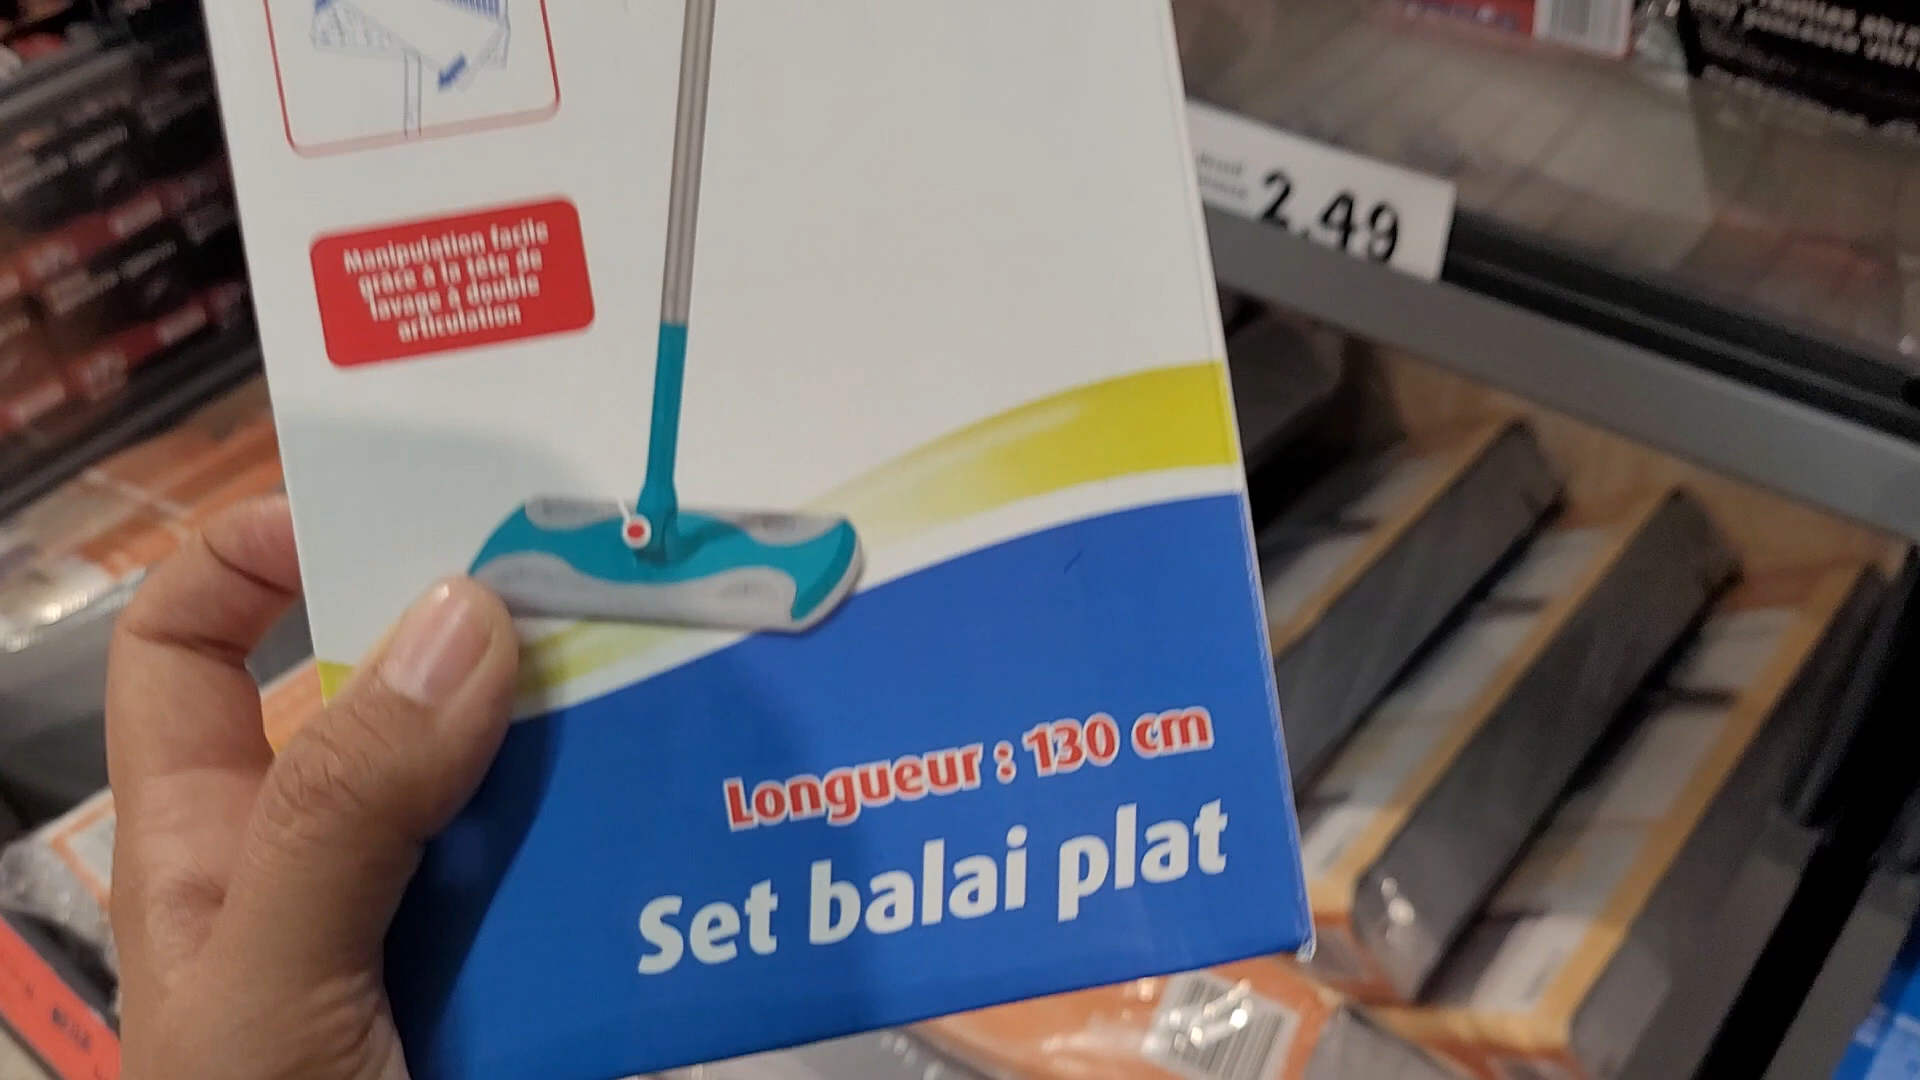 Manipulation facile
grâce à la tête de
lavage à double
articulation
2.49
Longueur : 130 cm
Set balai plat